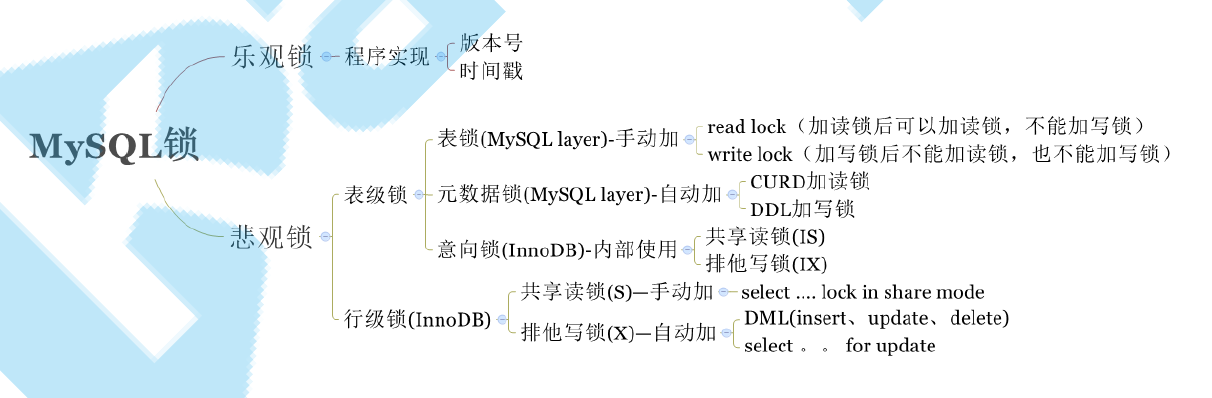 MySQL锁
乐观锁
程序实现
版本号
时间戳
悲观锁
表级锁
表锁(MySQL layer)-手动加
read lock（加读锁后可以加读锁，不能加写锁）
write lock（加写锁后不能加读锁，也不能加写锁）
元数据锁(MySQL layer)-自动加
CURD加读锁
DDL加写锁
意向锁(InnoDB)-内部使用
共享读锁(IS)
排他写锁(IX)
行级锁(InnoDB)
共享读锁(S)—手动加
select .... lock in share mode
排他写锁(X)—自动加
DML(insert、update、delete)
select 。 。 for update